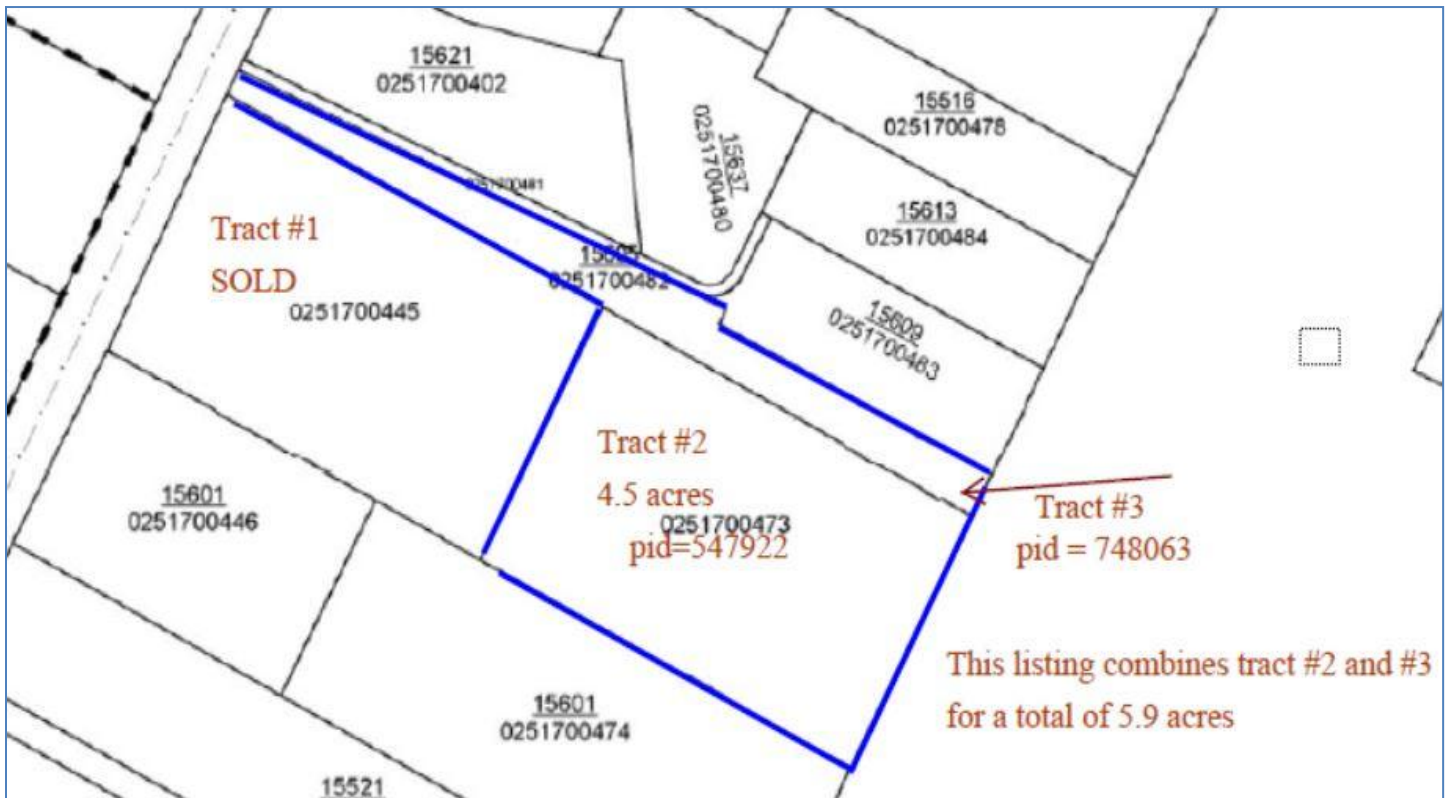 15621
0251700402
15516
0251700478
15637
0251700480
15613
0251700484
0251700481
Tract #1
SOLD
0251700445
15605
0251700482
15609
0251700483
Tract #2
4.5 acres
0251700473
pid=547922
Tract #3
pid = 748063
15601
0251700446
This listing combines tract #2 and #3
for a total of 5.9 acres
15601
0251700474
15521